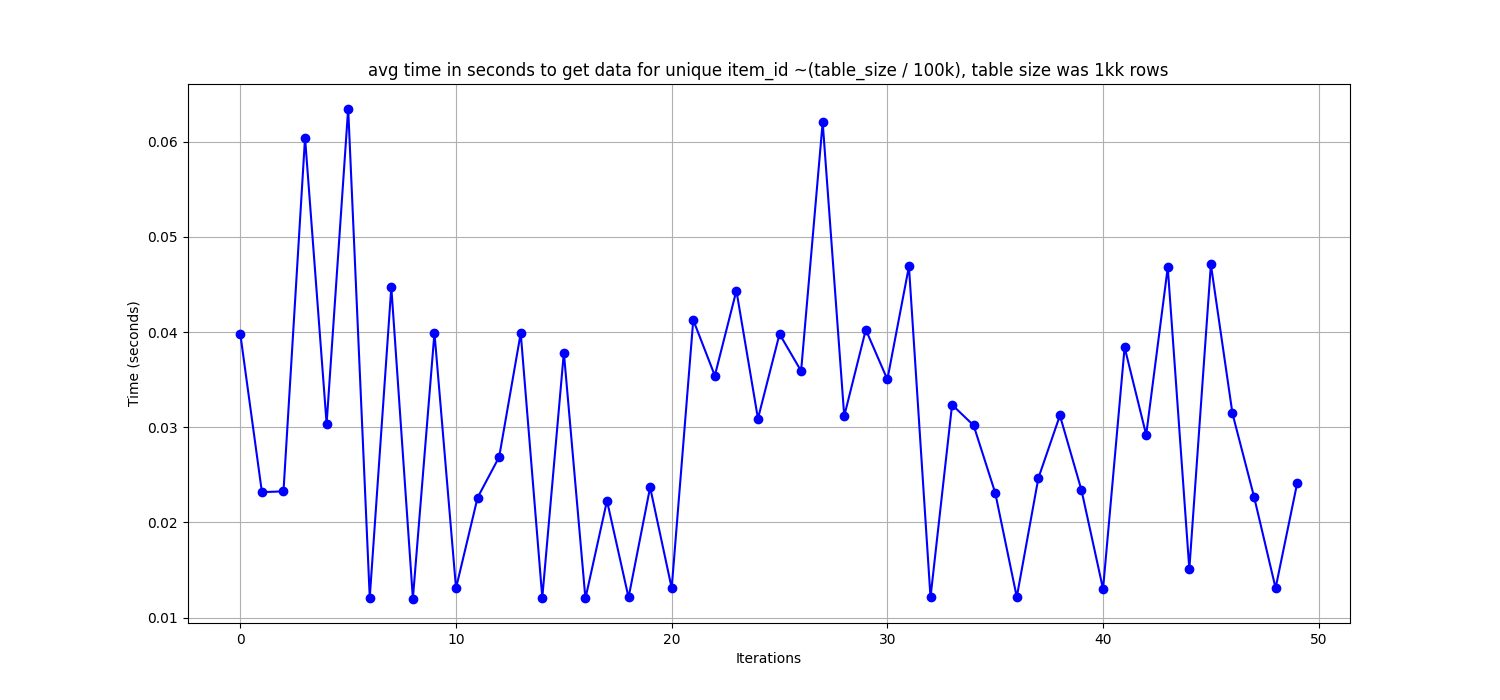 avg time in seconds to get data for unique item_id ~(table_size / 100k), table size was 1kk rows
0.06
0.05
0.04
0.03
0.02
0.01
Time (seconds)
0 10 20 30 40 50
Iterations